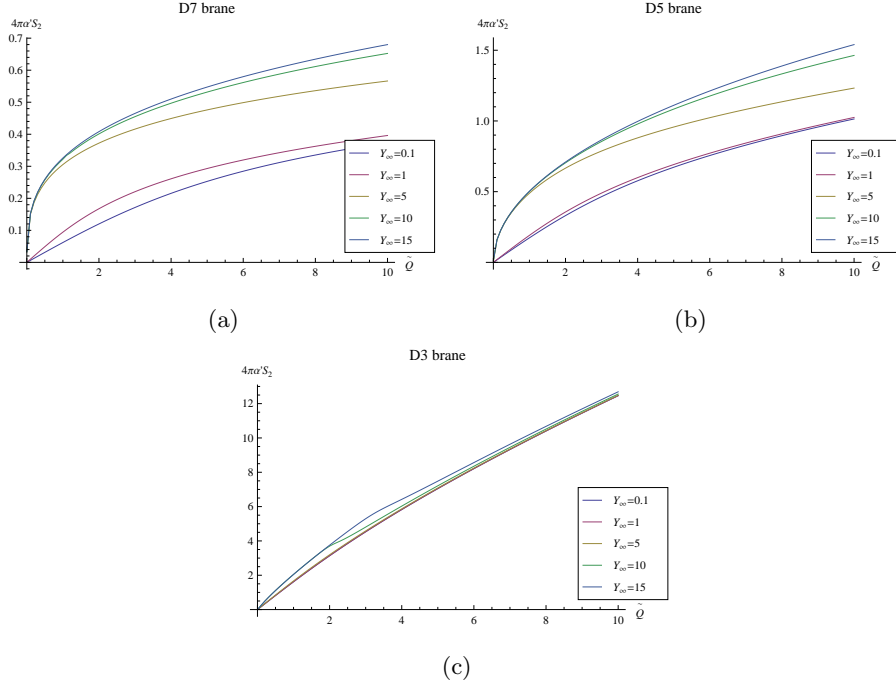 D7 brane
4πα'S₂
0.7
0.6
0.5
0.4
0.3
0.2
0.1
2
4
6
8
10
Q̃
Y∞=0.1
Y∞=1
Y∞=5
Y∞=10
Y∞=15
(a)
D5 brane
4πα'S₂
1.5
1.0
0.5
2
4
6
8
10
Q̃
Y∞=0.1
Y∞=1
Y∞=5
Y∞=10
Y∞=15
(b)
D3 brane
4πα'S₂
12
10
8
6
4
2
2
4
6
8
10
Q̃
Y∞=0.1
Y∞=1
Y∞=5
Y∞=10
Y∞=15
(c)